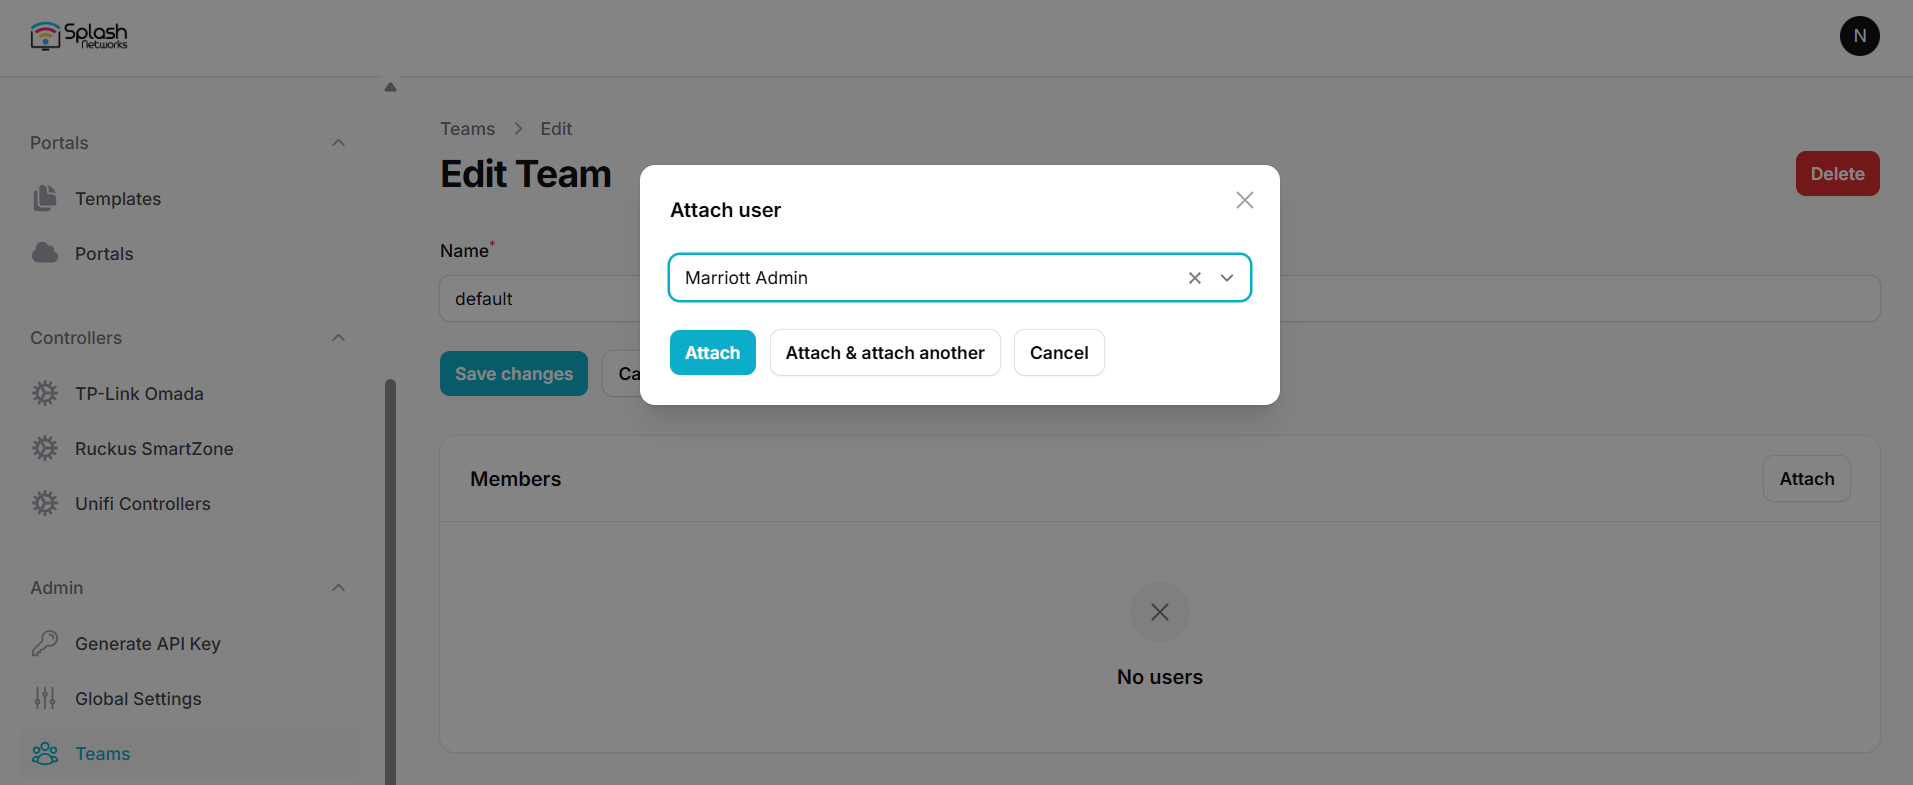 Splash
Networks
N
Portals
Templates
Portals
Controllers
TP-Link Omada
Ruckus SmartZone
Unifi Controllers
Admin
Generate API Key
Global Settings
Teams
Teams
Edit
Edit Team
Delete
Name*
default
Save changes
Ca
Attach user
Marriott Admin
Attach
Attach & attach another
Cancel
Members
Attach
No users